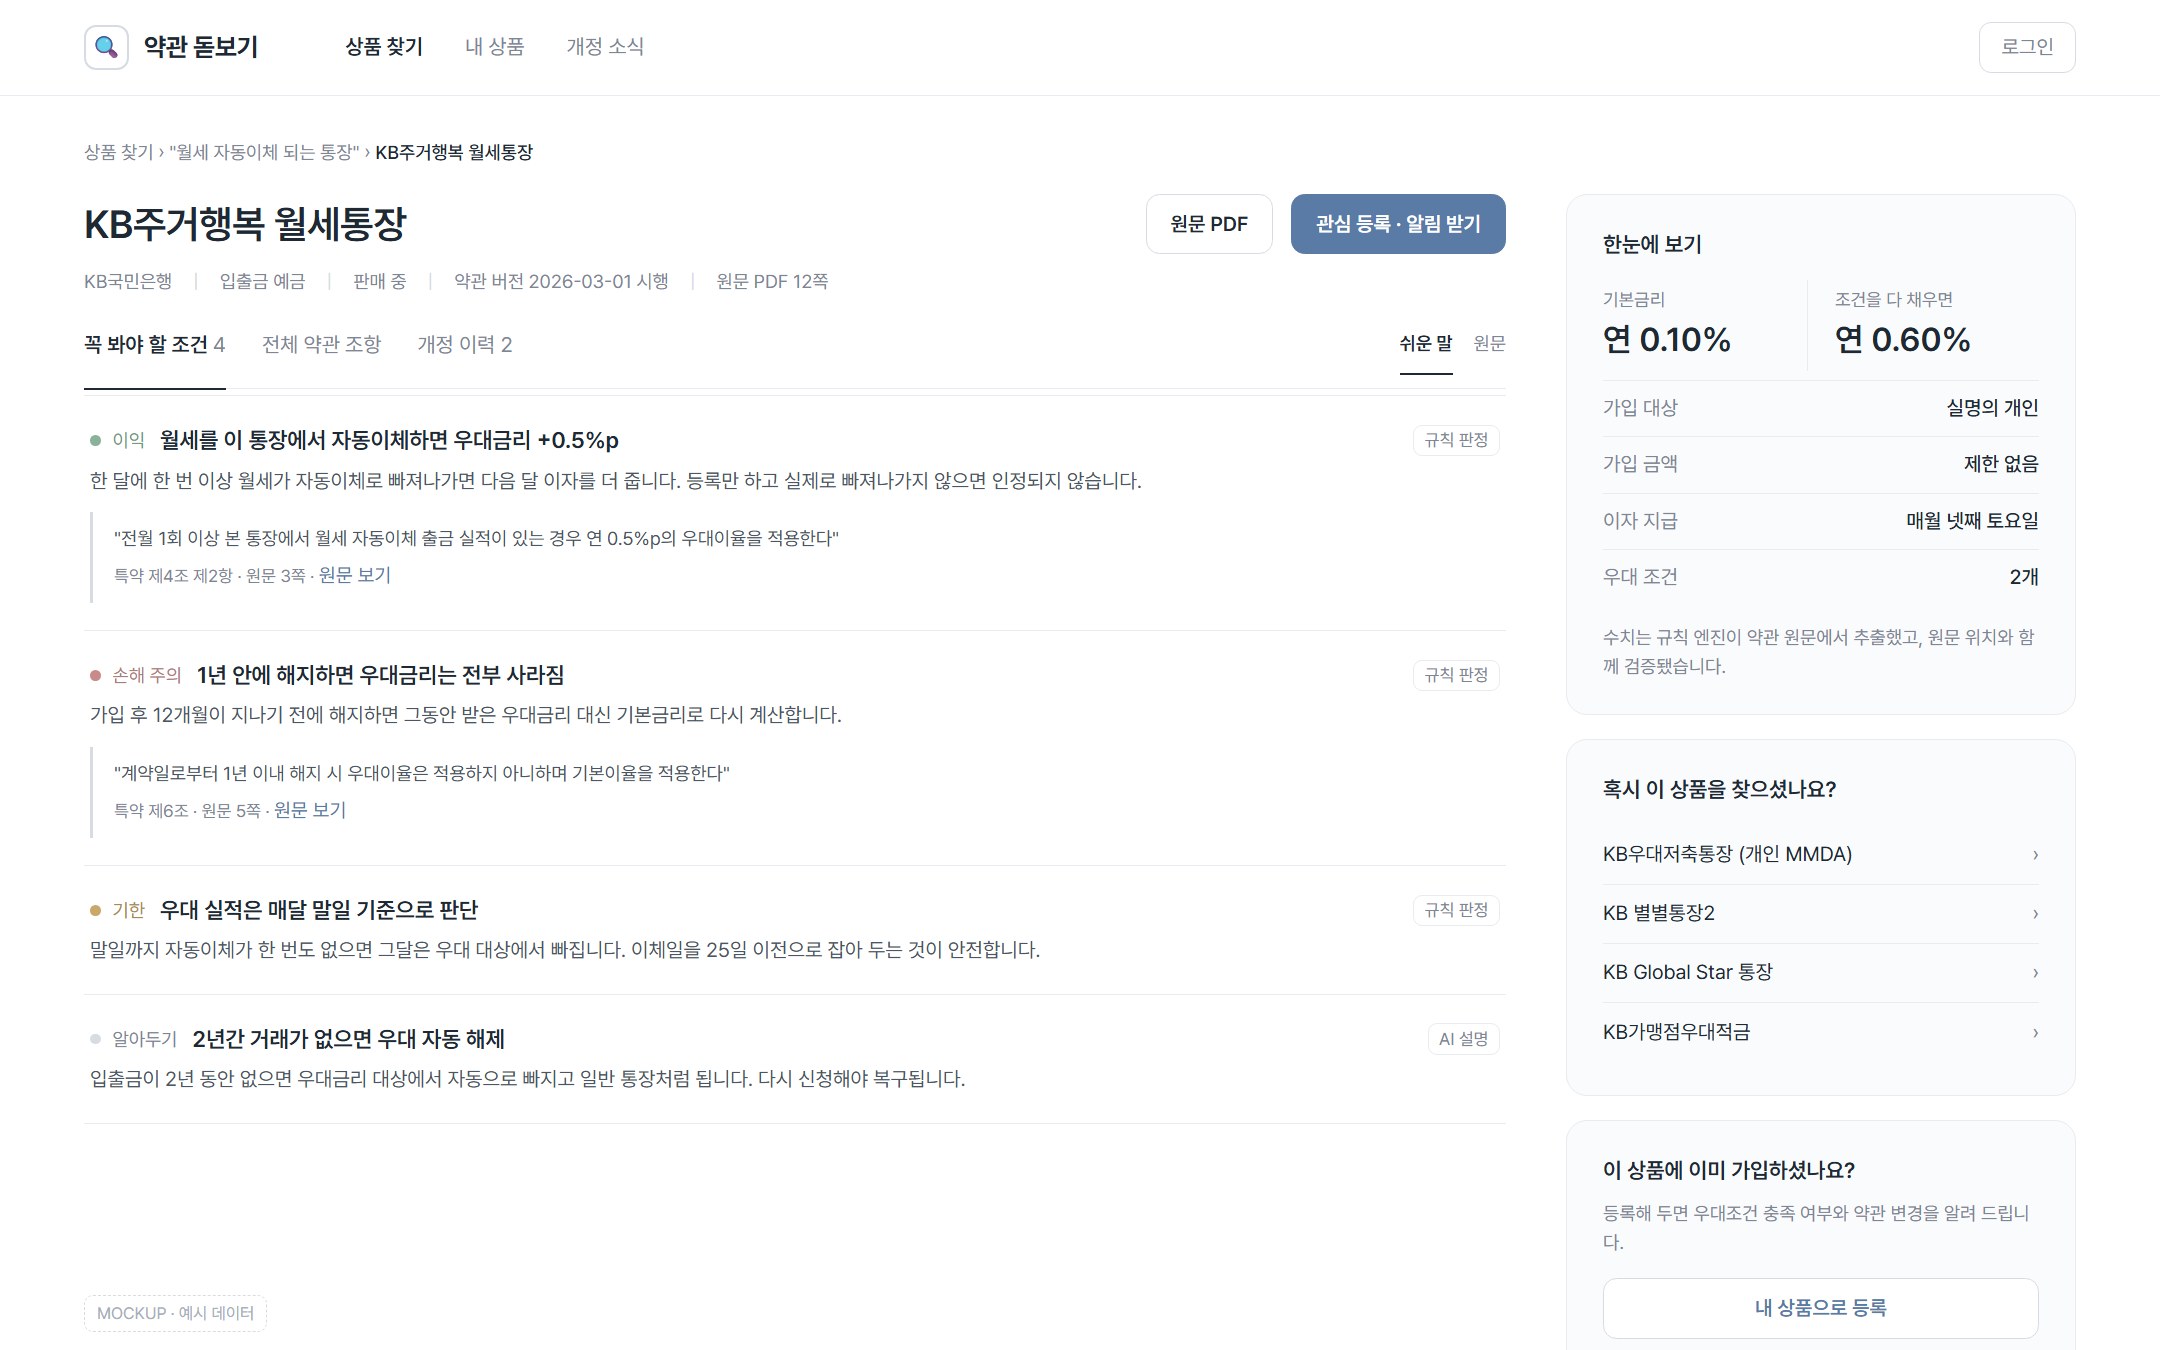 약관 돋보기
상품 찾기
내 상품
개정 소식
로그인
상품 찾기 › "월세 자동이체 되는 통장" › KB주거행복 월세통장
KB주거행복 월세통장
원문 PDF
관심 등록 · 알림 받기
KB국민은행 | 입출금 예금 | 판매 중 | 약관 버전 2026-03-01 시행 | 원문 PDF 12쪽
꼭 봐야 할 조건 4
전체 약관 조항
개정 이력 2
쉬운 말
원문
이익 월세를 이 통장에서 자동이체하면 우대금리 +0.5%p
규칙 판정
한 달에 한 번 이상 월세가 자동이체로 빠져나가면 다음 달 이자를 더 줍니다. 등록만 하고 실제로 빠져나가지 않으면 인정되지 않습니다.
"전월 1회 이상 본 통장에서 월세 자동이체 출금 실적이 있는 경우 연 0.5%p의 우대이율을 적용한다"
특약 제4조 제2항 · 원문 3쪽 · 원문 보기
손해 주의 1년 안에 해지하면 우대금리는 전부 사라짐
규칙 판정
가입 후 12개월이 지나기 전에 해지하면 그동안 받은 우대금리 대신 기본금리로 다시 계산합니다.
"계약일로부터 1년 이내 해지 시 우대이율은 적용하지 아니하며 기본이율을 적용한다"
특약 제6조 · 원문 5쪽 · 원문 보기
기한 우대 실적은 매달 말일 기준으로 판단
규칙 판정
말일까지 자동이체가 한 번도 없으면 그달은 우대 대상에서 빠집니다. 이체일을 25일 이전으로 잡아 두는 것이 안전합니다.
알아두기 2년간 거래가 없으면 우대 자동 해제
AI 설명
입출금이 2년 동안 없으면 우대금리 대상에서 자동으로 빠지고 일반 통장처럼 됩니다. 다시 신청해야 복구됩니다.
MOCKUP · 예시 데이터
한눈에 보기
기본금리
연 0.10%
조건을 다 채우면
연 0.60%
가입 대상 실명의 개인
가입 금액 제한 없음
이자 지급 매월 넷째 토요일
우대 조건 2개
수치는 규칙 엔진이 약관 원문에서 추출했고, 원문 위치와 함
께 검증됐습니다.
혹시 이 상품을 찾으셨나요?
KB우대저축통장 (개인 MMDA) ›
KB 별별통장2 ›
KB Global Star 통장 ›
KB가맹점우대적금 ›
이 상품에 이미 가입하셨나요?
등록해 두면 우대조건 충족 여부와 약관 변경을 알려 드립니
다.
내 상품으로 등록